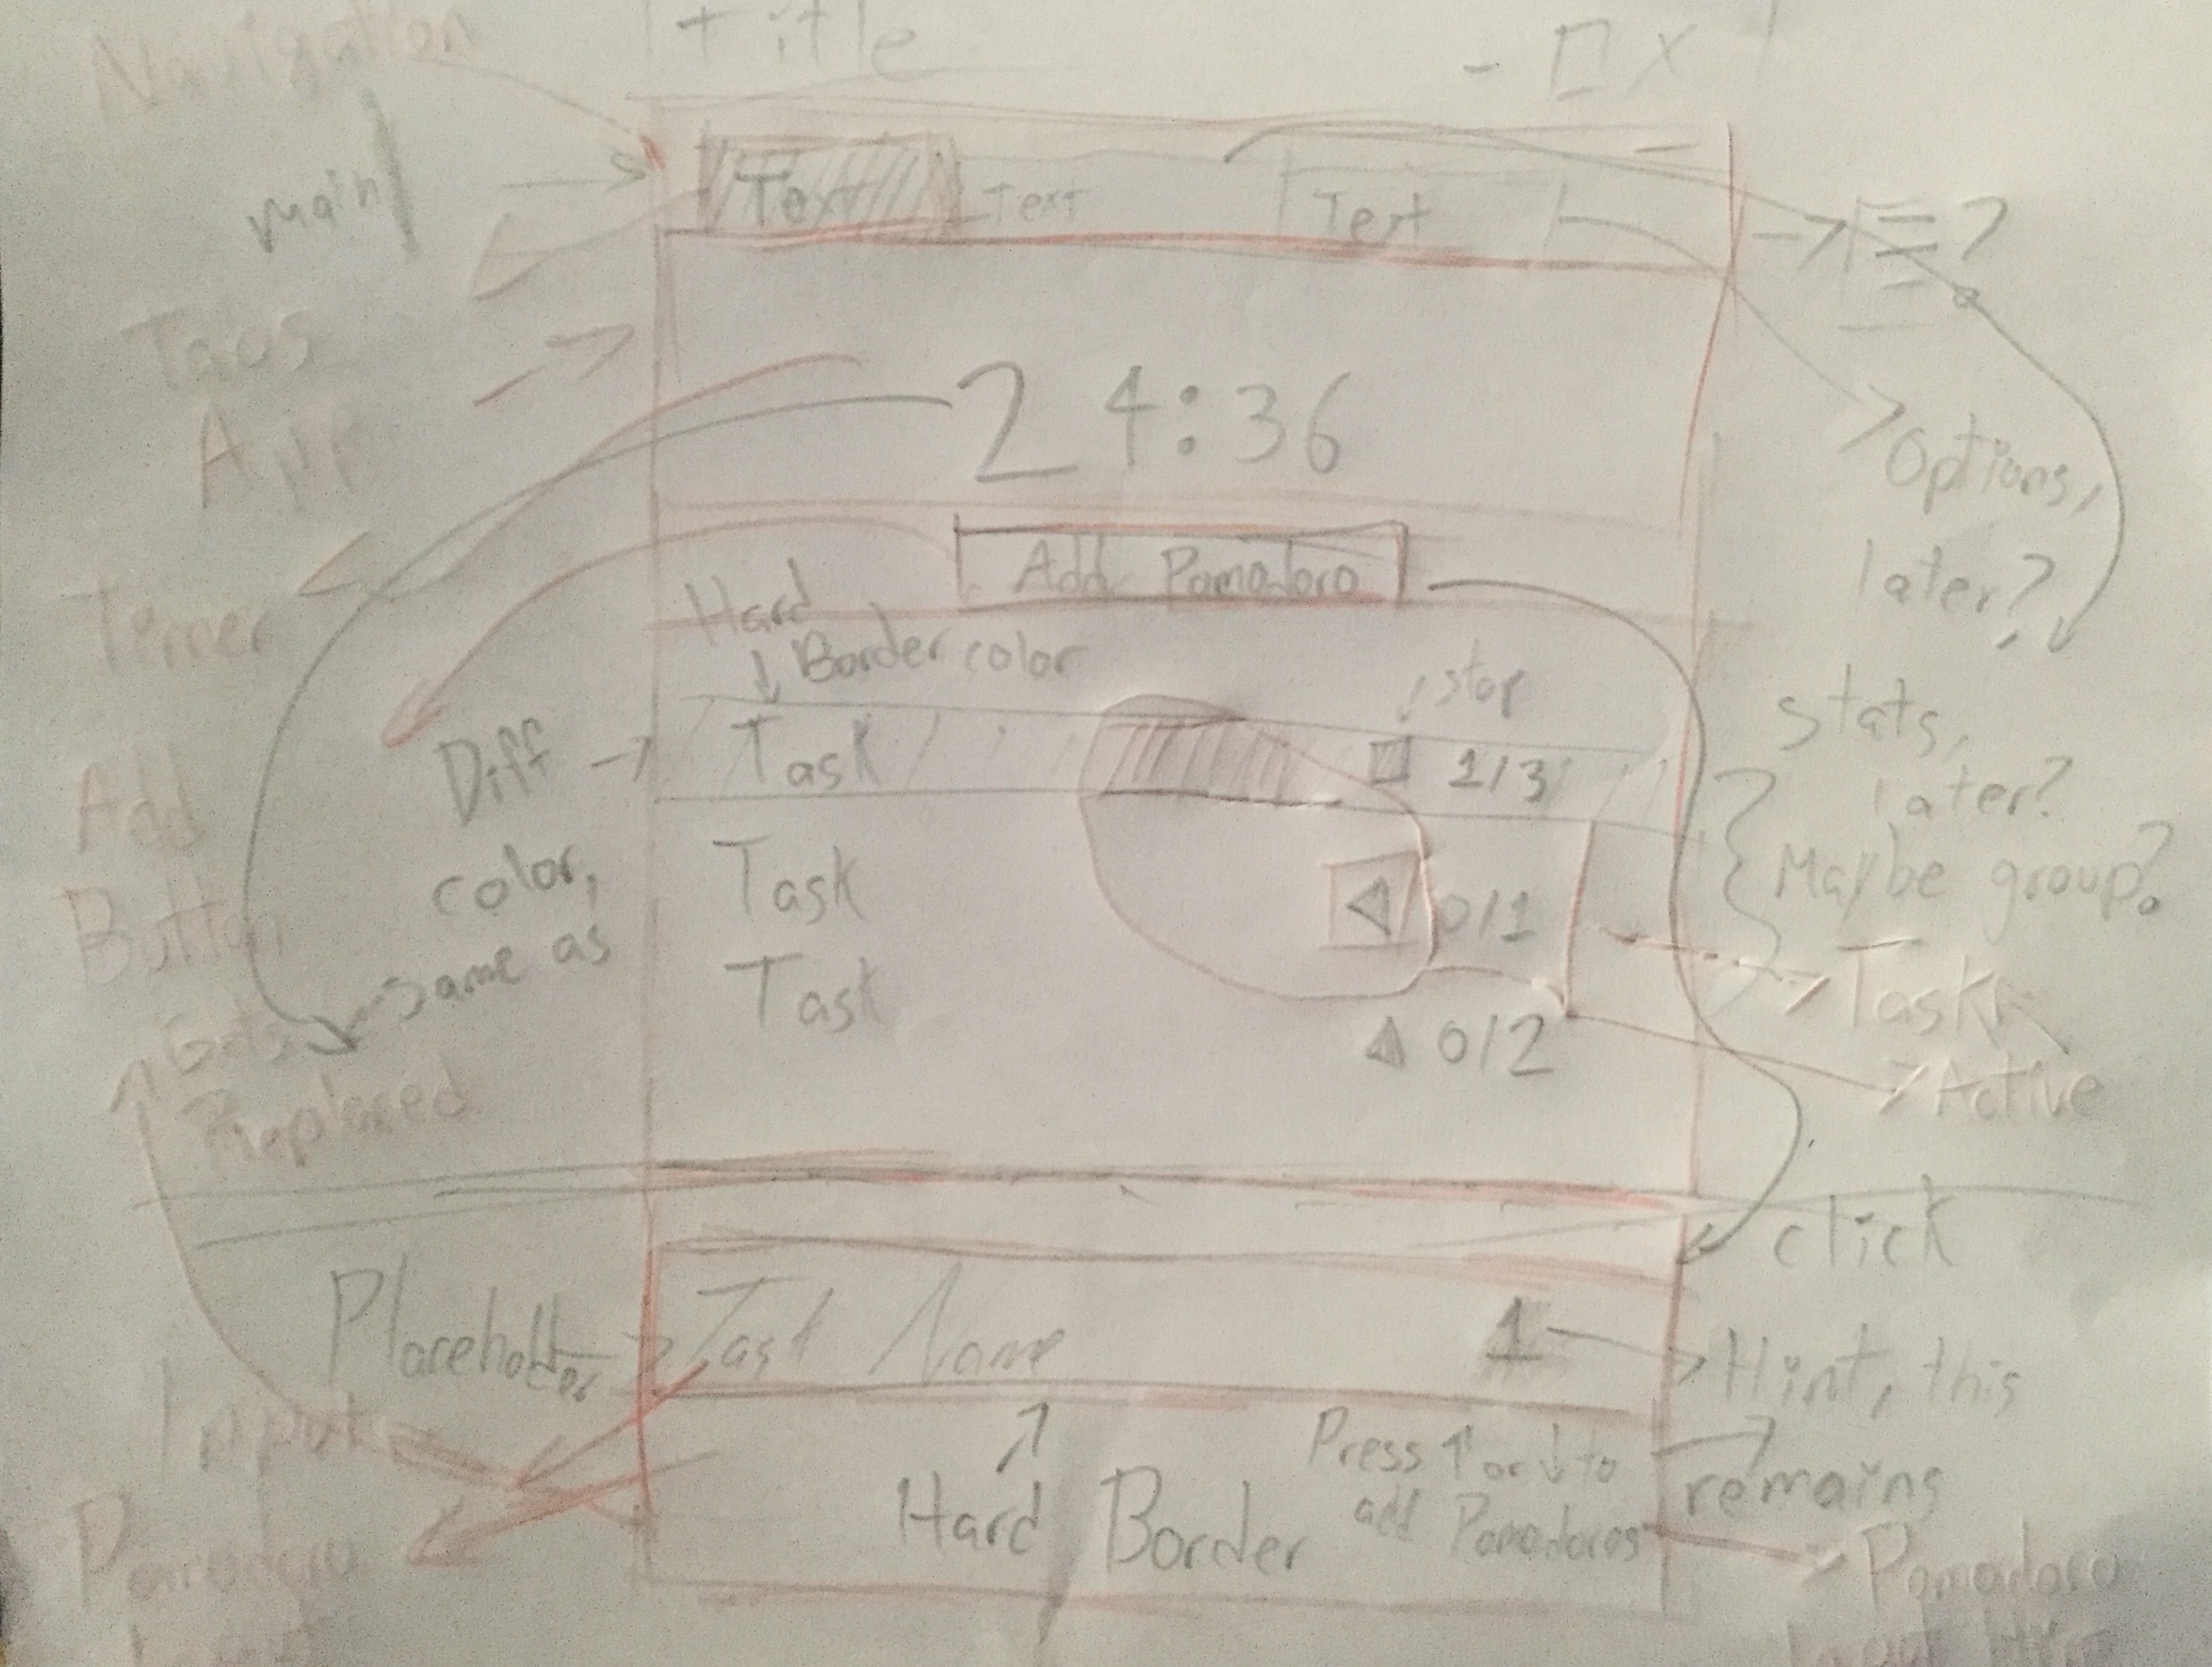 Navigation
Title
- □ X
main
Text
Text
Text
?
Tabs
App
24:36
Options,
later?
Timer
Add Pomodoro
Hard
Border color
stop
stats,
later?
Maybe group?
Diff
color,
same as
Task
1/3
Task
0/1
Task
0/2
Add
Button
Gets
Replaced
Task
Active
click
Placeholder
Task Name
1
Hint, this
remains
Input
Hard Border
Press ↑ or ↓ to
add Pomodoros
Pomodoro
Input
Pomodoro
Input Hint